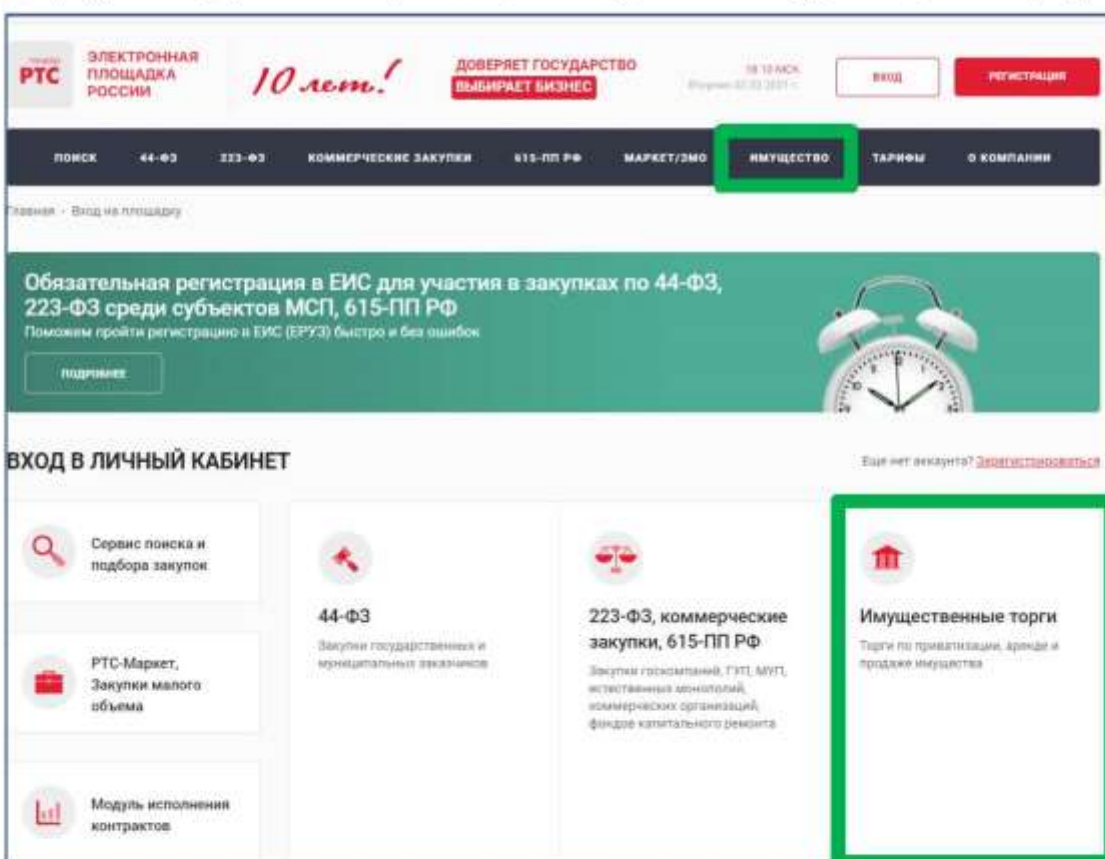 РТС
ЭЛЕКТРОННАЯ
ПЛОЩАДКА
РОССИИ
10 лет!
ДОВЕРЯЕТ ГОСУДАРСТВО
ВЫБИРАЕТ БИЗНЕС
18:10 МСК
ВХОД
РЕГИСТРАЦИЯ
ПОИСК 44-ФЗ 223-ФЗ КОММЕРЧЕСКИЕ ЗАКУПКИ 615-ПП РФ МАРКЕТ/ЗМО ИМУЩЕСТВО ТАРИФЫ О КОМПАНИИ
Главная - Вход на площадку
Обязательная регистрация в ЕИС для участия в закупках по 44-ФЗ,
223-ФЗ среди субъектов МСП, 615-ПП РФ
Поможем пройти регистрацию в ЕИС (ЕРУЗ) быстро и без ошибок
ПОДРОБНЕЕ
ВХОД В ЛИЧНЫЙ КАБИНЕТ
Еще нет аккаунта? Зарегистрироваться
Сервис поиска и
подбора закупок
РТС-Маркет,
Закупки малого
объема
Модуль исполнения
контрактов
44-ФЗ
Закупки государственных и
муниципальных заказчиков
223-ФЗ, коммерческие
закупки, 615-ПП РФ
Закупки госкомпаний, ГУП, МУП,
естественных монополий,
коммерческих организаций,
фондов капитального ремонта
Имущественные торги
Торги по приватизации, аренде и
продаже имущества